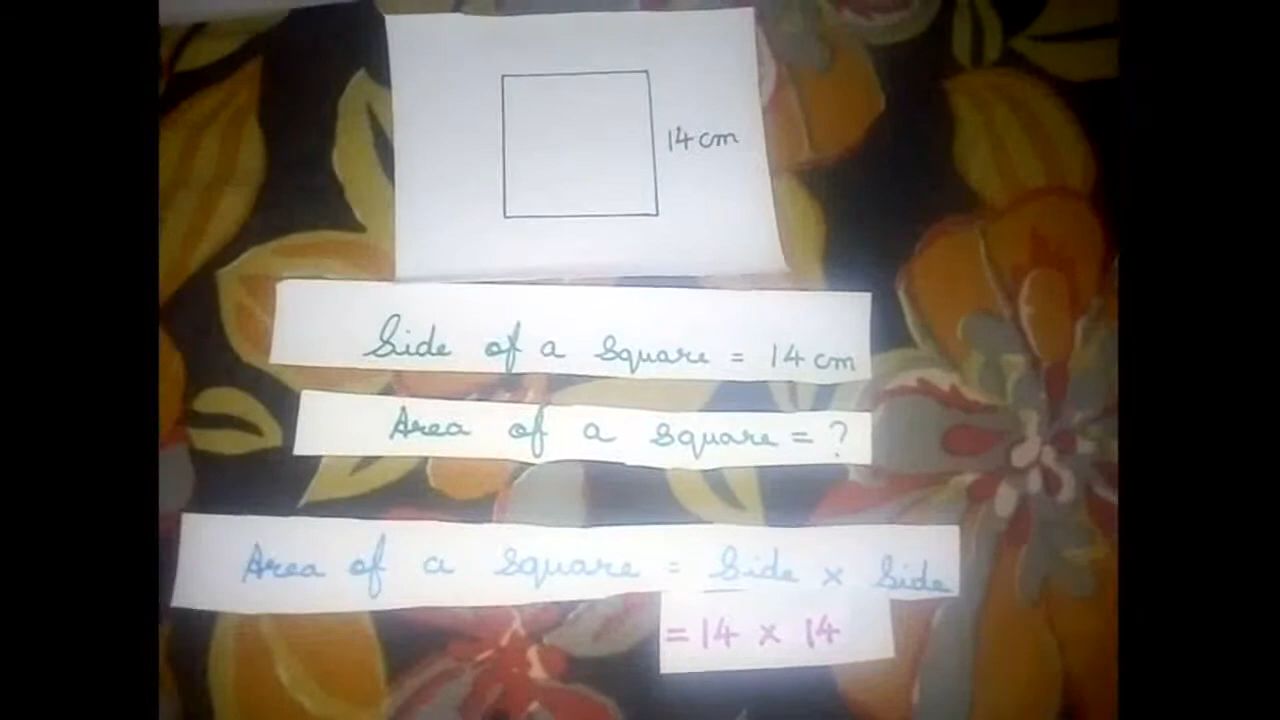 14 cm
Side of a square = 14 cm
Area of a square = ?
Area of a square = Side × Side
= 14 × 14